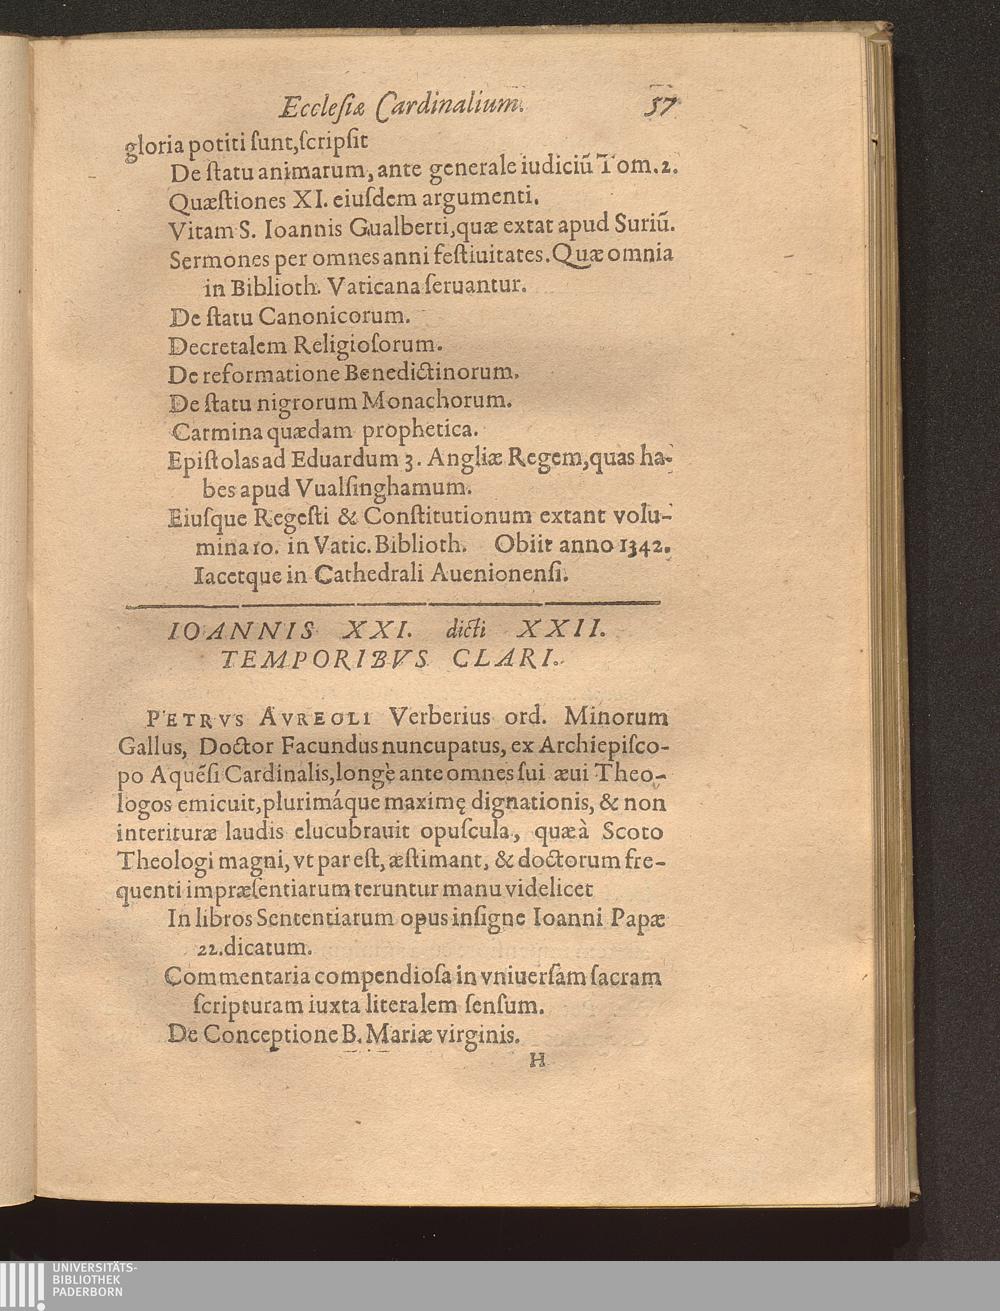 Ecclesiæ Cardinalium. 57
gloria potiti ſunt,ſcripſit
De ſtatu animarum, ante generale iudiciũ Tom.2.
Quæſtiones XI. eiuſdem argumenti.
Vitam S. Ioannis Gualberti,quæ extat apud Suriũ.
Sermones per omnes anni feſtiuitates.Quæ omnia
in Biblioth. Vaticana ſeruantur.
De ſtatu Canonicorum.
Decretalem Religioſorum.
De reformatione Benedictinorum.
De ſtatu nigrorum Monachorum.
Carmina quædam prophetica.
Epiſtolas ad Eduardum 3. Angliæ Regem,quas ha-
bes apud Vualſinghamum.
Eiuſque Regeſti & Conſtitutionum extant volu-
mina 10. in Vatic.Biblioth. Obiit anno 1342.
Iacetque in Cathedrali Auenionenſi.
IOANNIS XXI. dicti XXII.
TEMPORIBVS CLARI.
PETRVS AVREOLI Verberius ord. Minorum
Gallus, Doctor Facundus nuncupatus, ex Archiepiſco-
po Aquẽſi Cardinalis,longè ante omnes ſui æui Theo-
logos emicuit,plurimáque maximę dignationis, & non
interituræ laudis elucubrauit opuſcula, quæ à Scoto
Theologi magni, vt par eſt, æſtimant, & doctorum fre-
quenti impræſentiarum teruntur manu videlicet
In libros Sententiarum opus inſigne Ioanni Papæ
22.dicatum.
Commentaria compendioſa in vniuerſam ſacram
ſcripturam iuxta literalem ſenſum.
De Conceptione B. Mariæ virginis.
H
UNIVERSITÄTS-
BIBLIOTHEK
PADERBORN